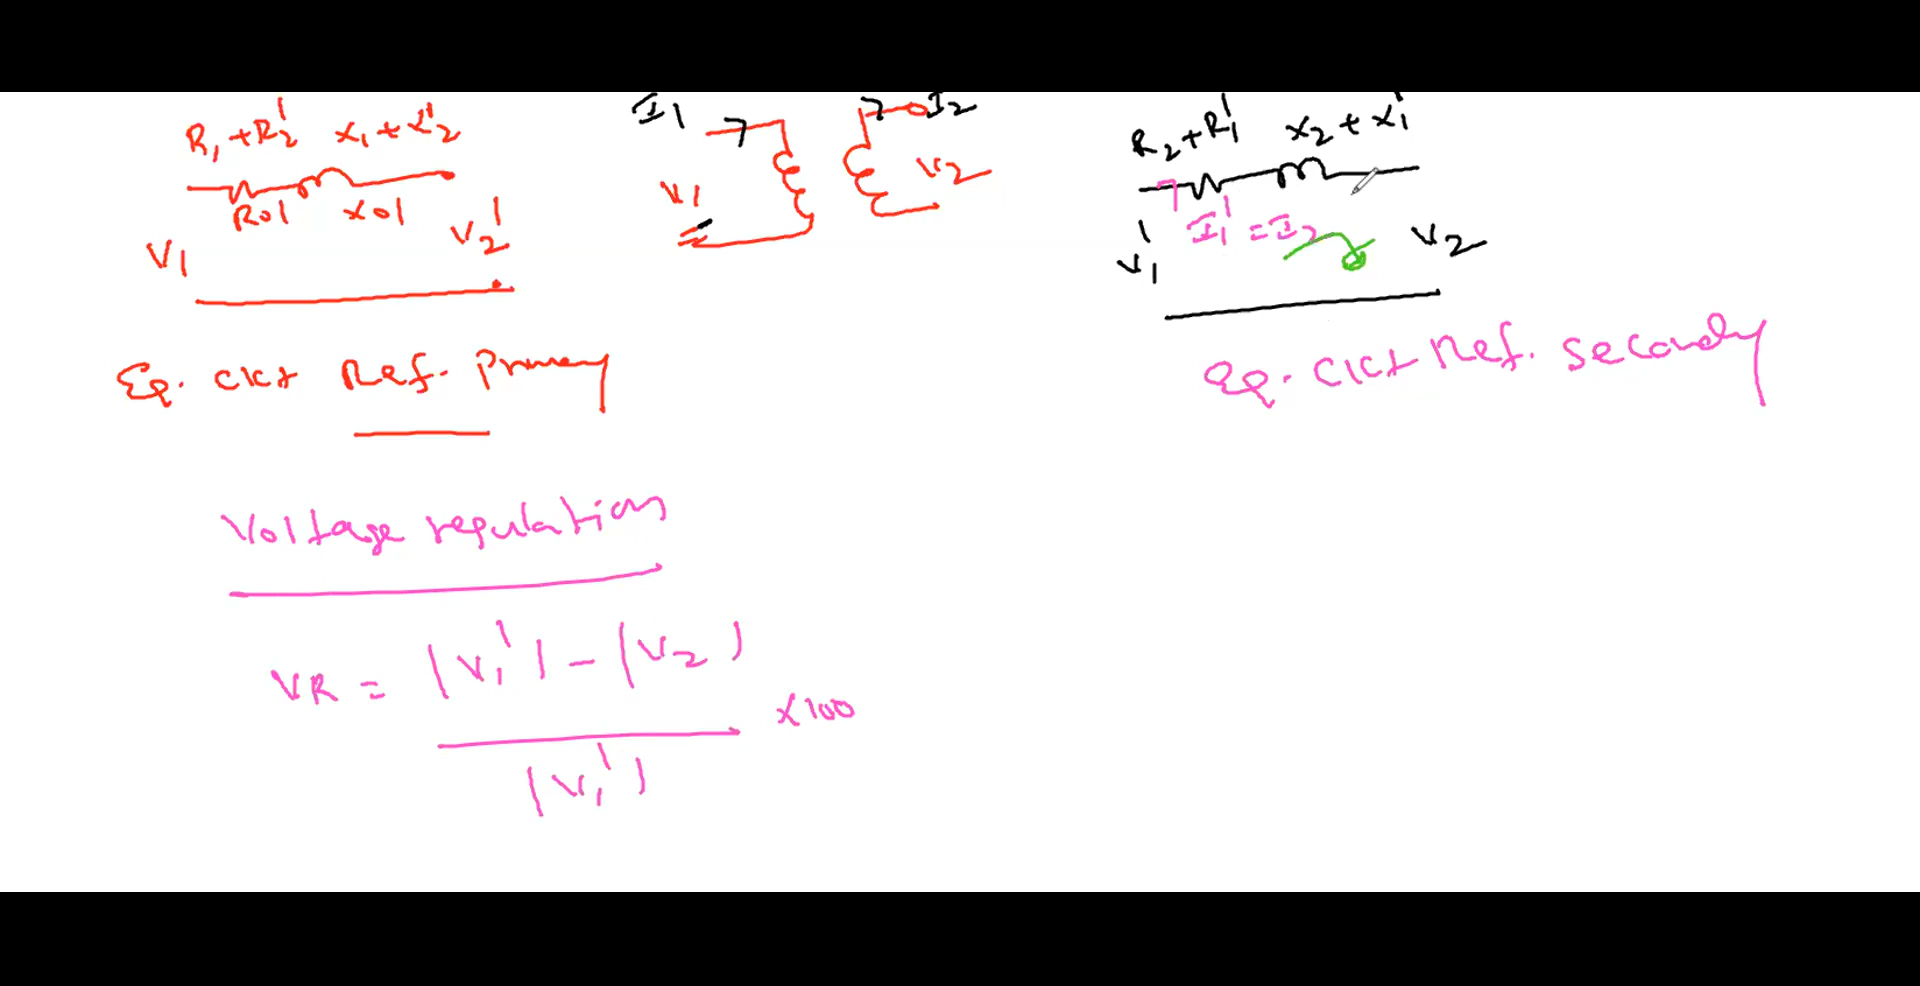 R1 + R2' x1 + x2'
R01 x01
V1 V2'
Eq. ckt Ref. Primary
I1 I2
V1 V2
R2 + R1' x2 + x1'
I1' = I2
V1' V2
Eq. ckt Ref. Secondy
Voltage regulation
VR = |V1'| - |V2| / |V1'| x100